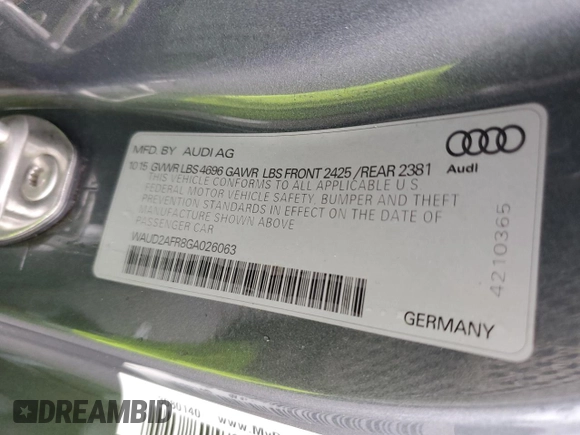 MFD. BY AUDI AG
10 15 GVWR LBS 4696 GAWR LBS FRONT 2425 / REAR 2381
THIS VEHICLE CONFORMS TO ALL APPLICABLE U S
FEDERAL MOTOR VEHICLE SAFETY, BUMPER AND THEFT
PREVENTION STANDARDS IN EFFECT ON THE DATE OF
MANUFACTURE SHOWN ABOVE
PASSENGER CAR
WAUD2AFR8GA026063
Audi
4210365
GERMANY
DREAMBID